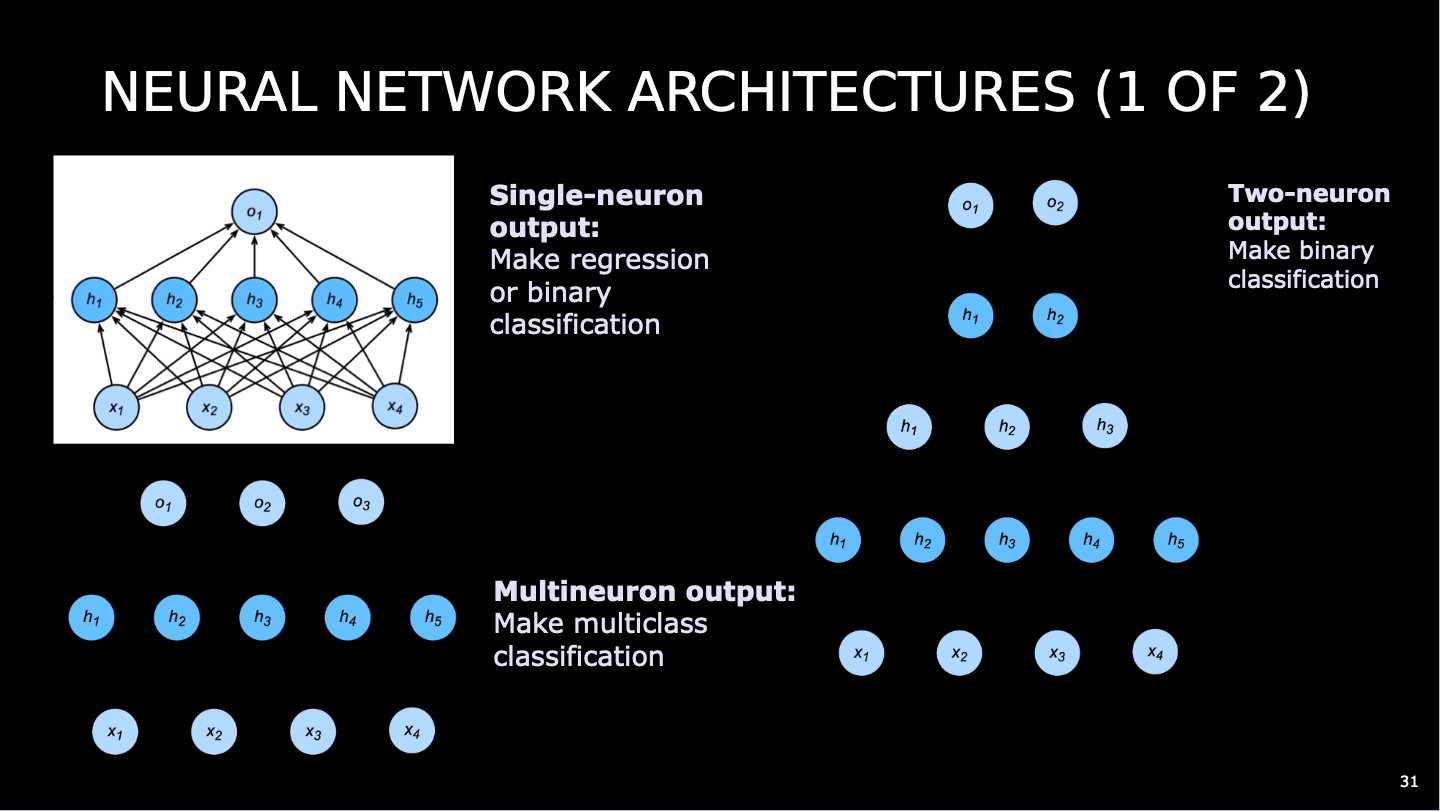 NEURAL NETWORK ARCHITECTURES (1 OF 2)
o1
h1 h2 h3 h4 h5
x1 x2 x3 x4
Single-neuron
output:
Make regression
or binary
classification
o1 o2 o3
h1 h2 h3 h4 h5
x1 x2 x3 x4
Multineuron output:
Make multiclass
classification
o1 o2
h1 h2
h1 h2 h3
h1 h2 h3 h4 h5
x1 x2 x3 x4
Two-neuron
output:
Make binary
classification
31